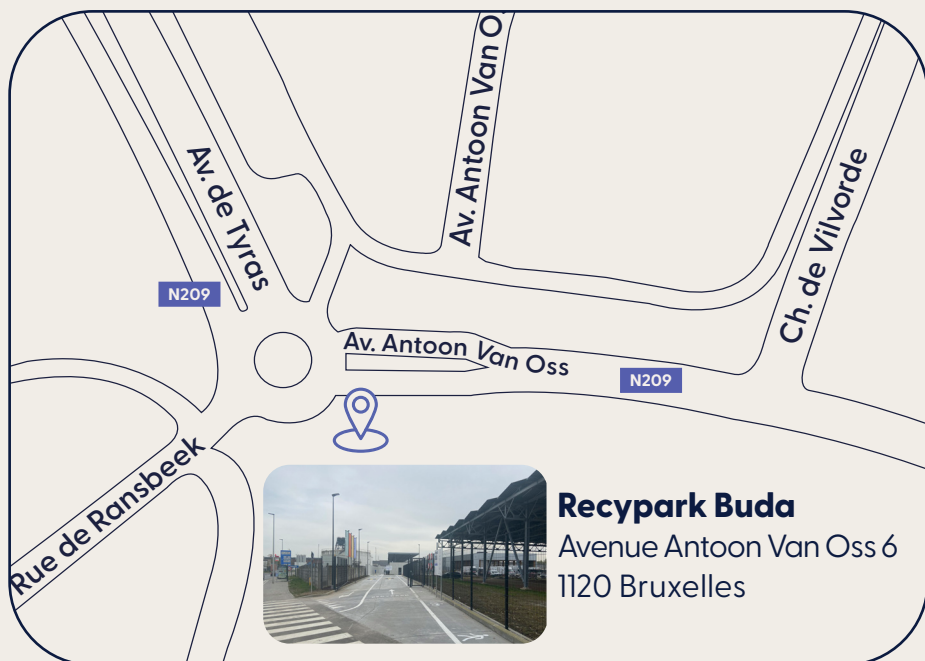 Av. Antoon Van O
Av. de Tyras
Ch. de Vilvorde
N209
Av. Antoon Van Oss
N209
Rue de Ransbeek
Recypark Buda
Avenue Antoon Van Oss 6
1120 Bruxelles